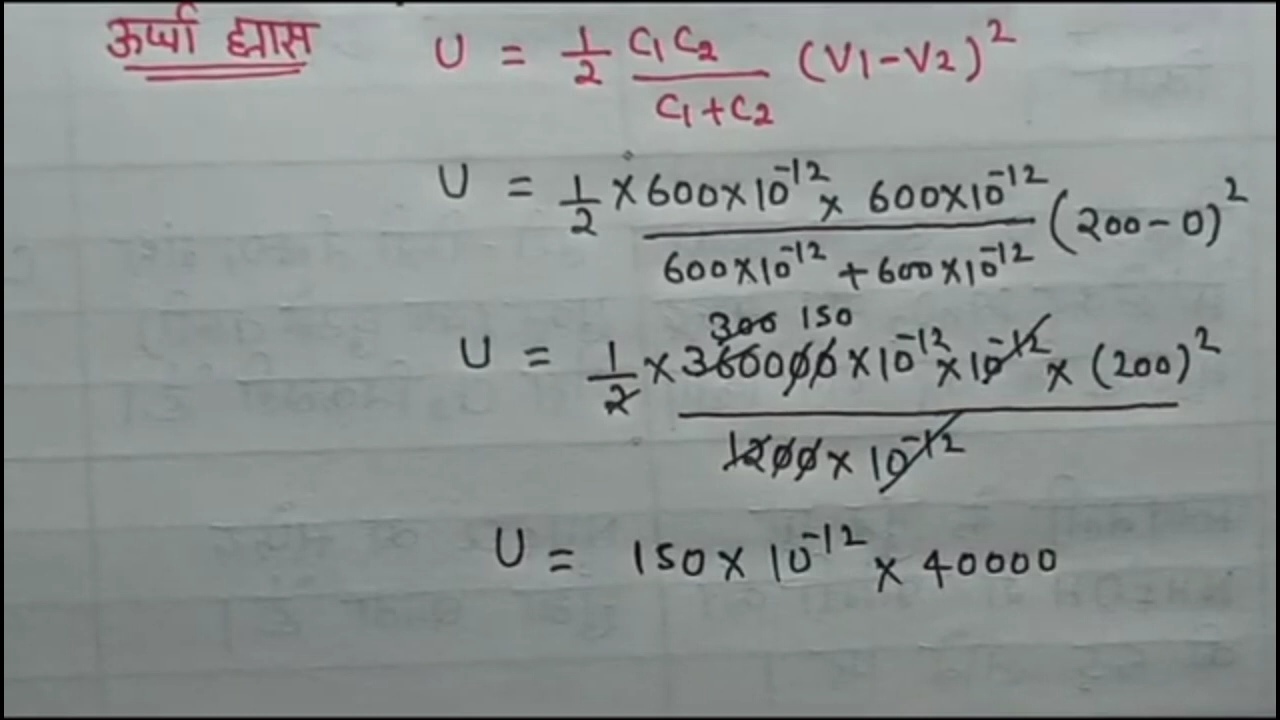 ऊर्जा ह्रास U = 1/2 C1C2/(C1+C2) (V1-V2)²
U = 1/2 × 600×10⁻¹² × 600×10⁻¹²/(600×10⁻¹² + 600×10⁻¹²) (200-0)²
300 150
U = 1/2 × 360000×10⁻¹²×10⁻¹² × (200)²/(1200×10⁻¹²)
U = 150×10⁻¹² × 40000